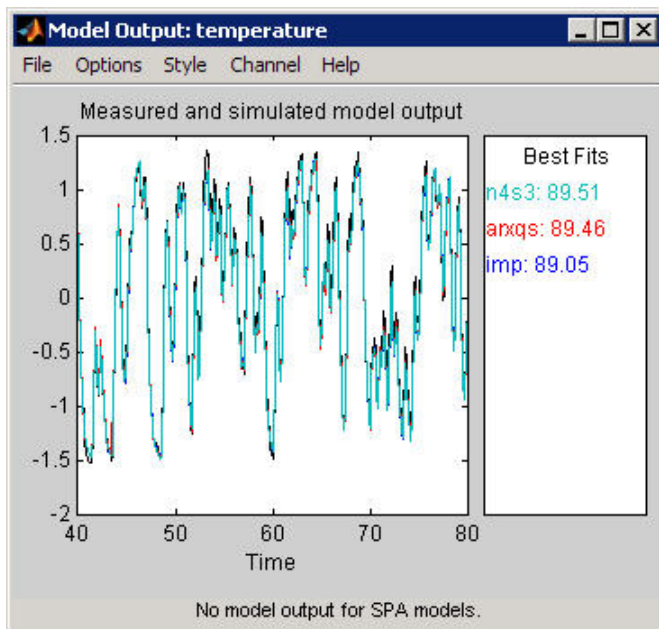 Model Output: temperature
File Options Style Channel Help
Measured and simulated model output
1.5
1
0.5
0
-0.5
-1
-1.5
-2
40 50 60 70 80
Time
Best Fits
n4s3: 89.51
arxqs: 89.46
imp: 89.05
No model output for SPA models.